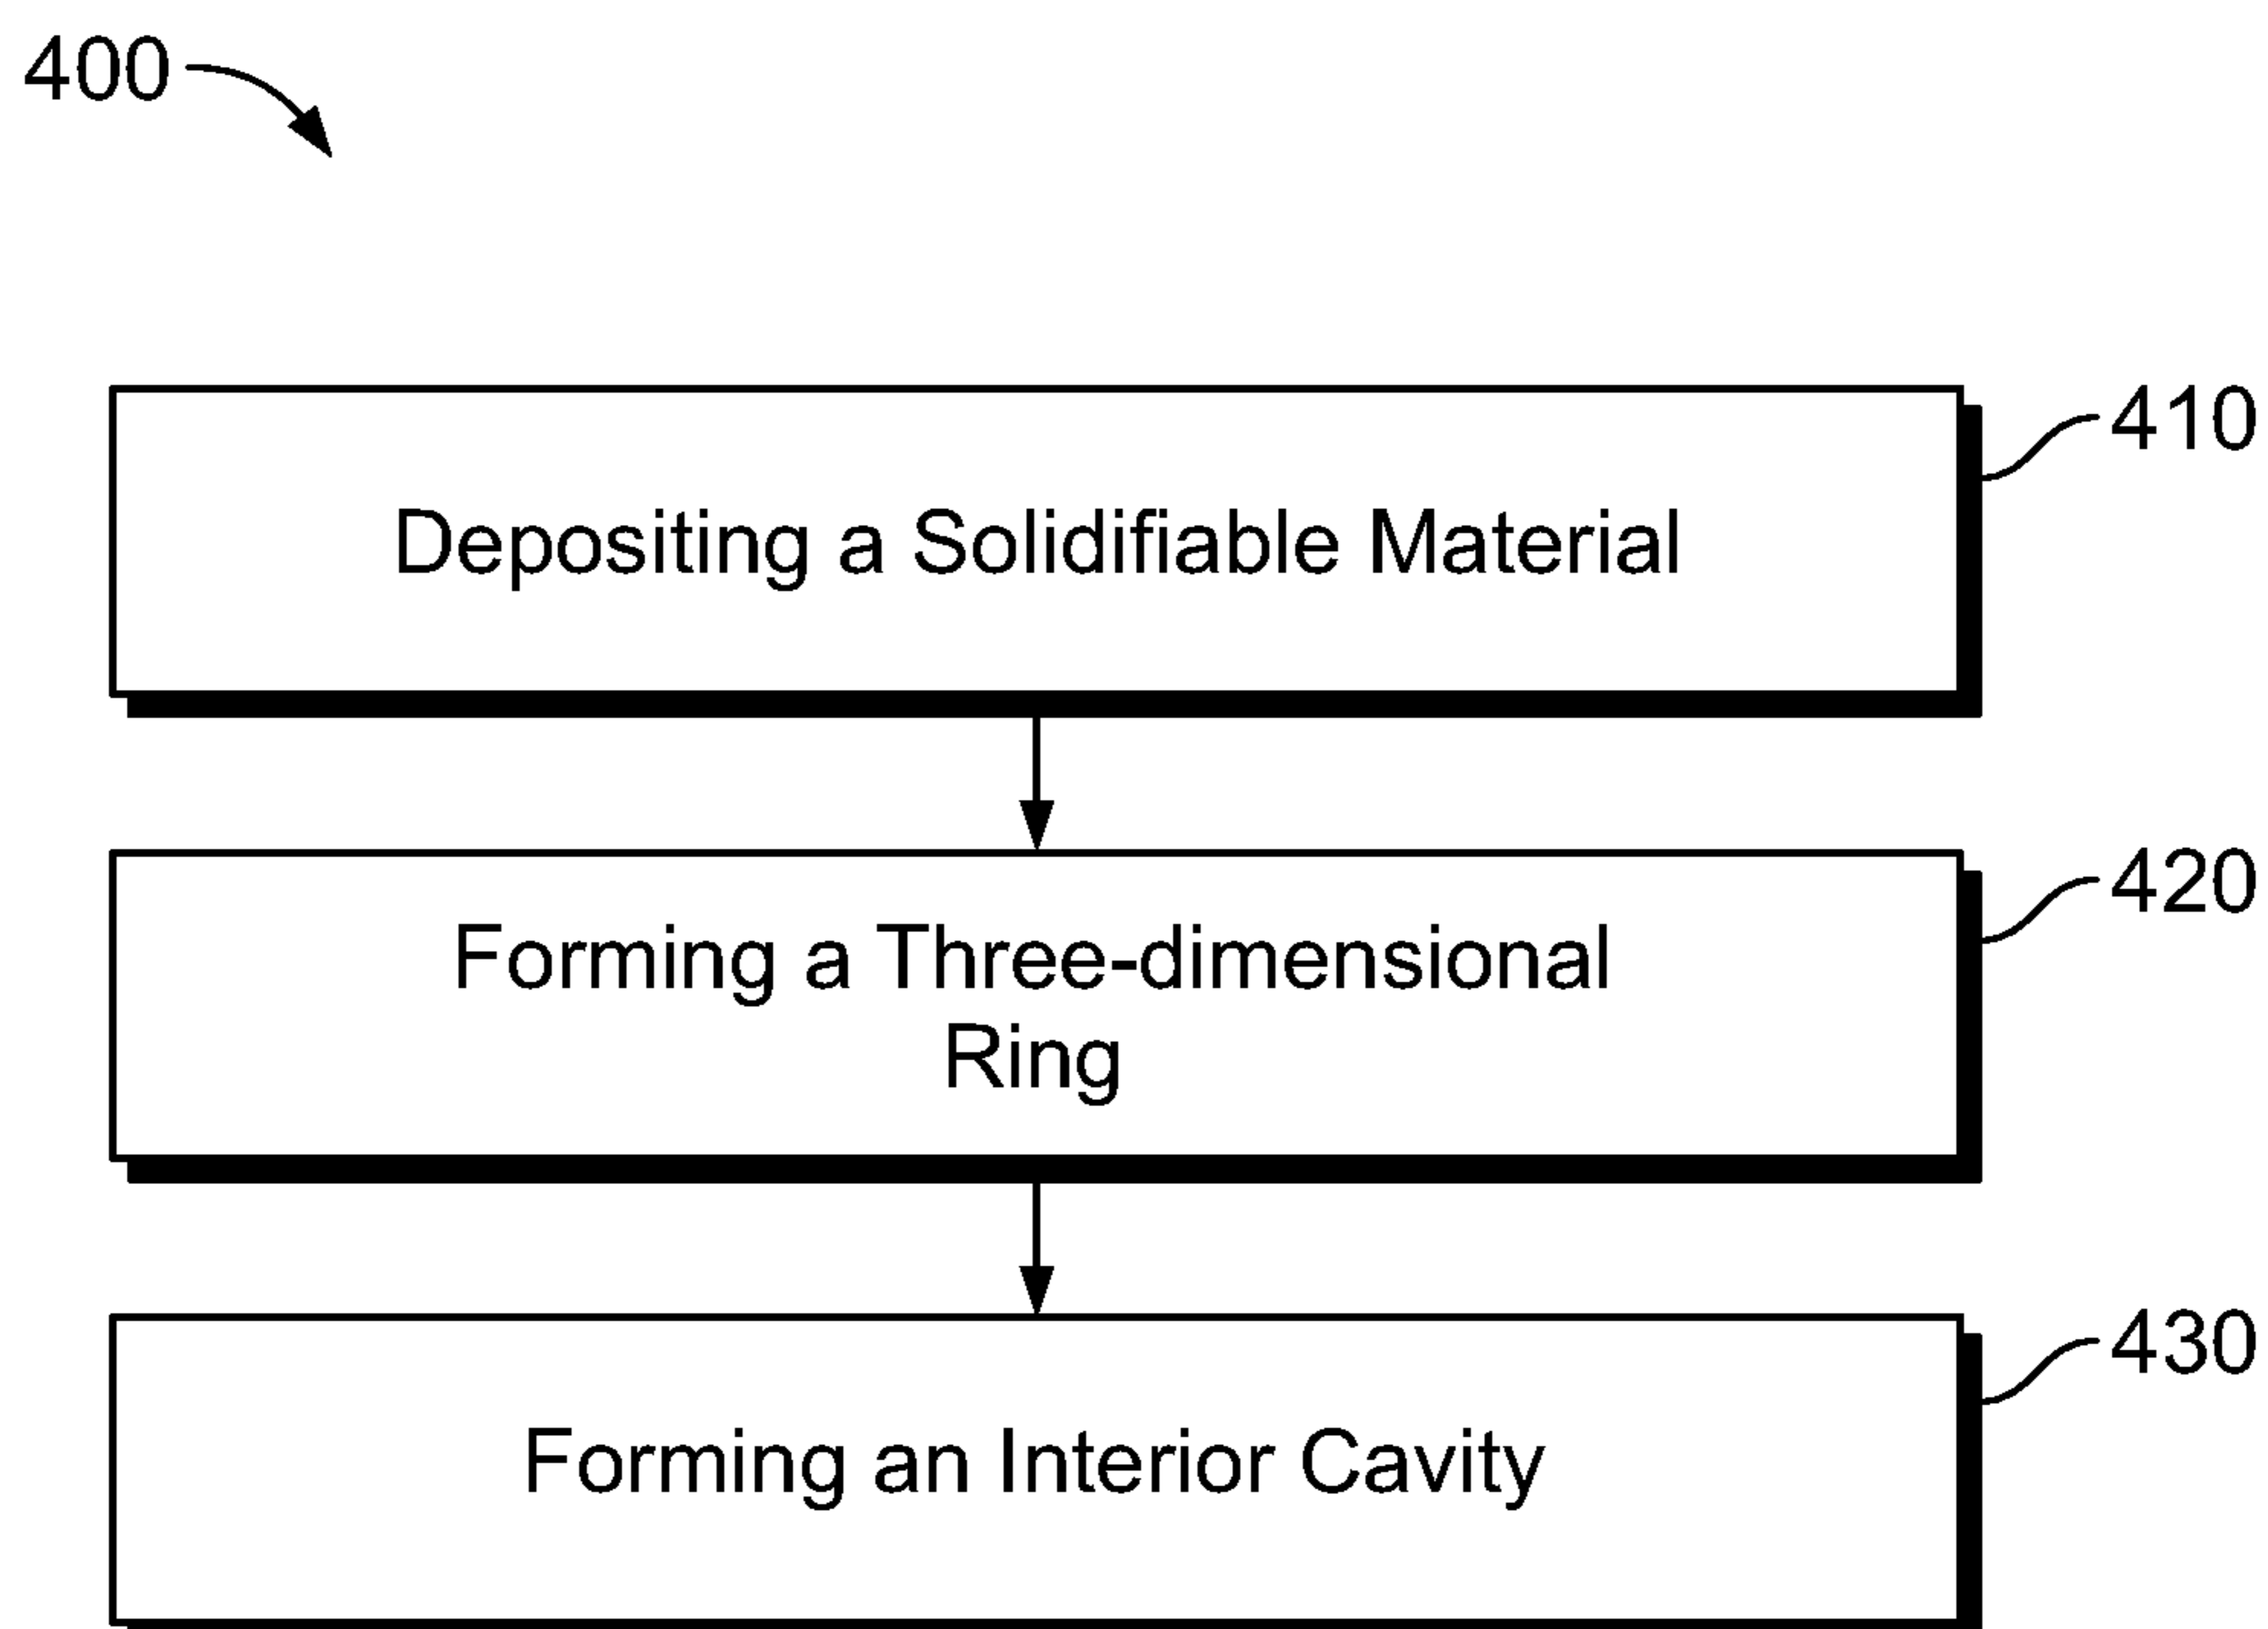 400
410
Depositing a Solidifiable Material
420
Forming a Three-dimensional
Ring
430
Forming an Interior Cavity